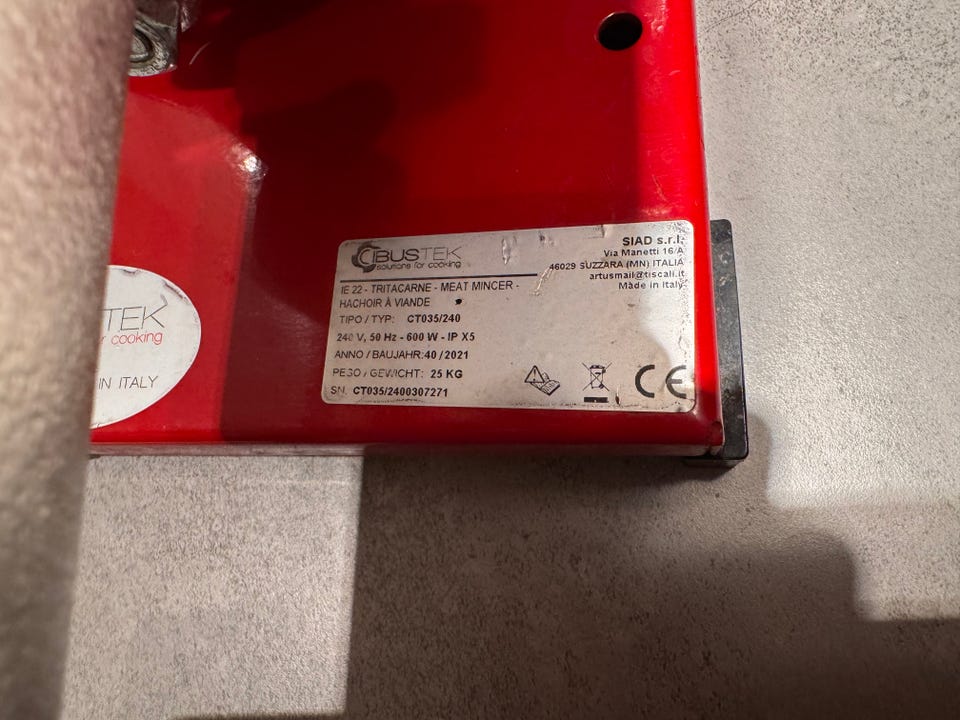 CIBUSTEK
solutions for cooking
SIAD s.r.l.
Via Manetti 16/A
46029 SUZZARA (MN) ITALIA
artusmail@tiscali.it
Made in Italy
IE 22 - TRITACARNE - MEAT MINCER -
HACHOIR À VIANDE
TIPO / TYP: CT035/240
240 V, 50 Hz - 600 W - IP X5
ANNO / BAUJAHR: 40 / 2021
PESO / GEWICHT: 25 KG
SN. CT035/2400307271
CE
TEK
cooking
IN ITALY